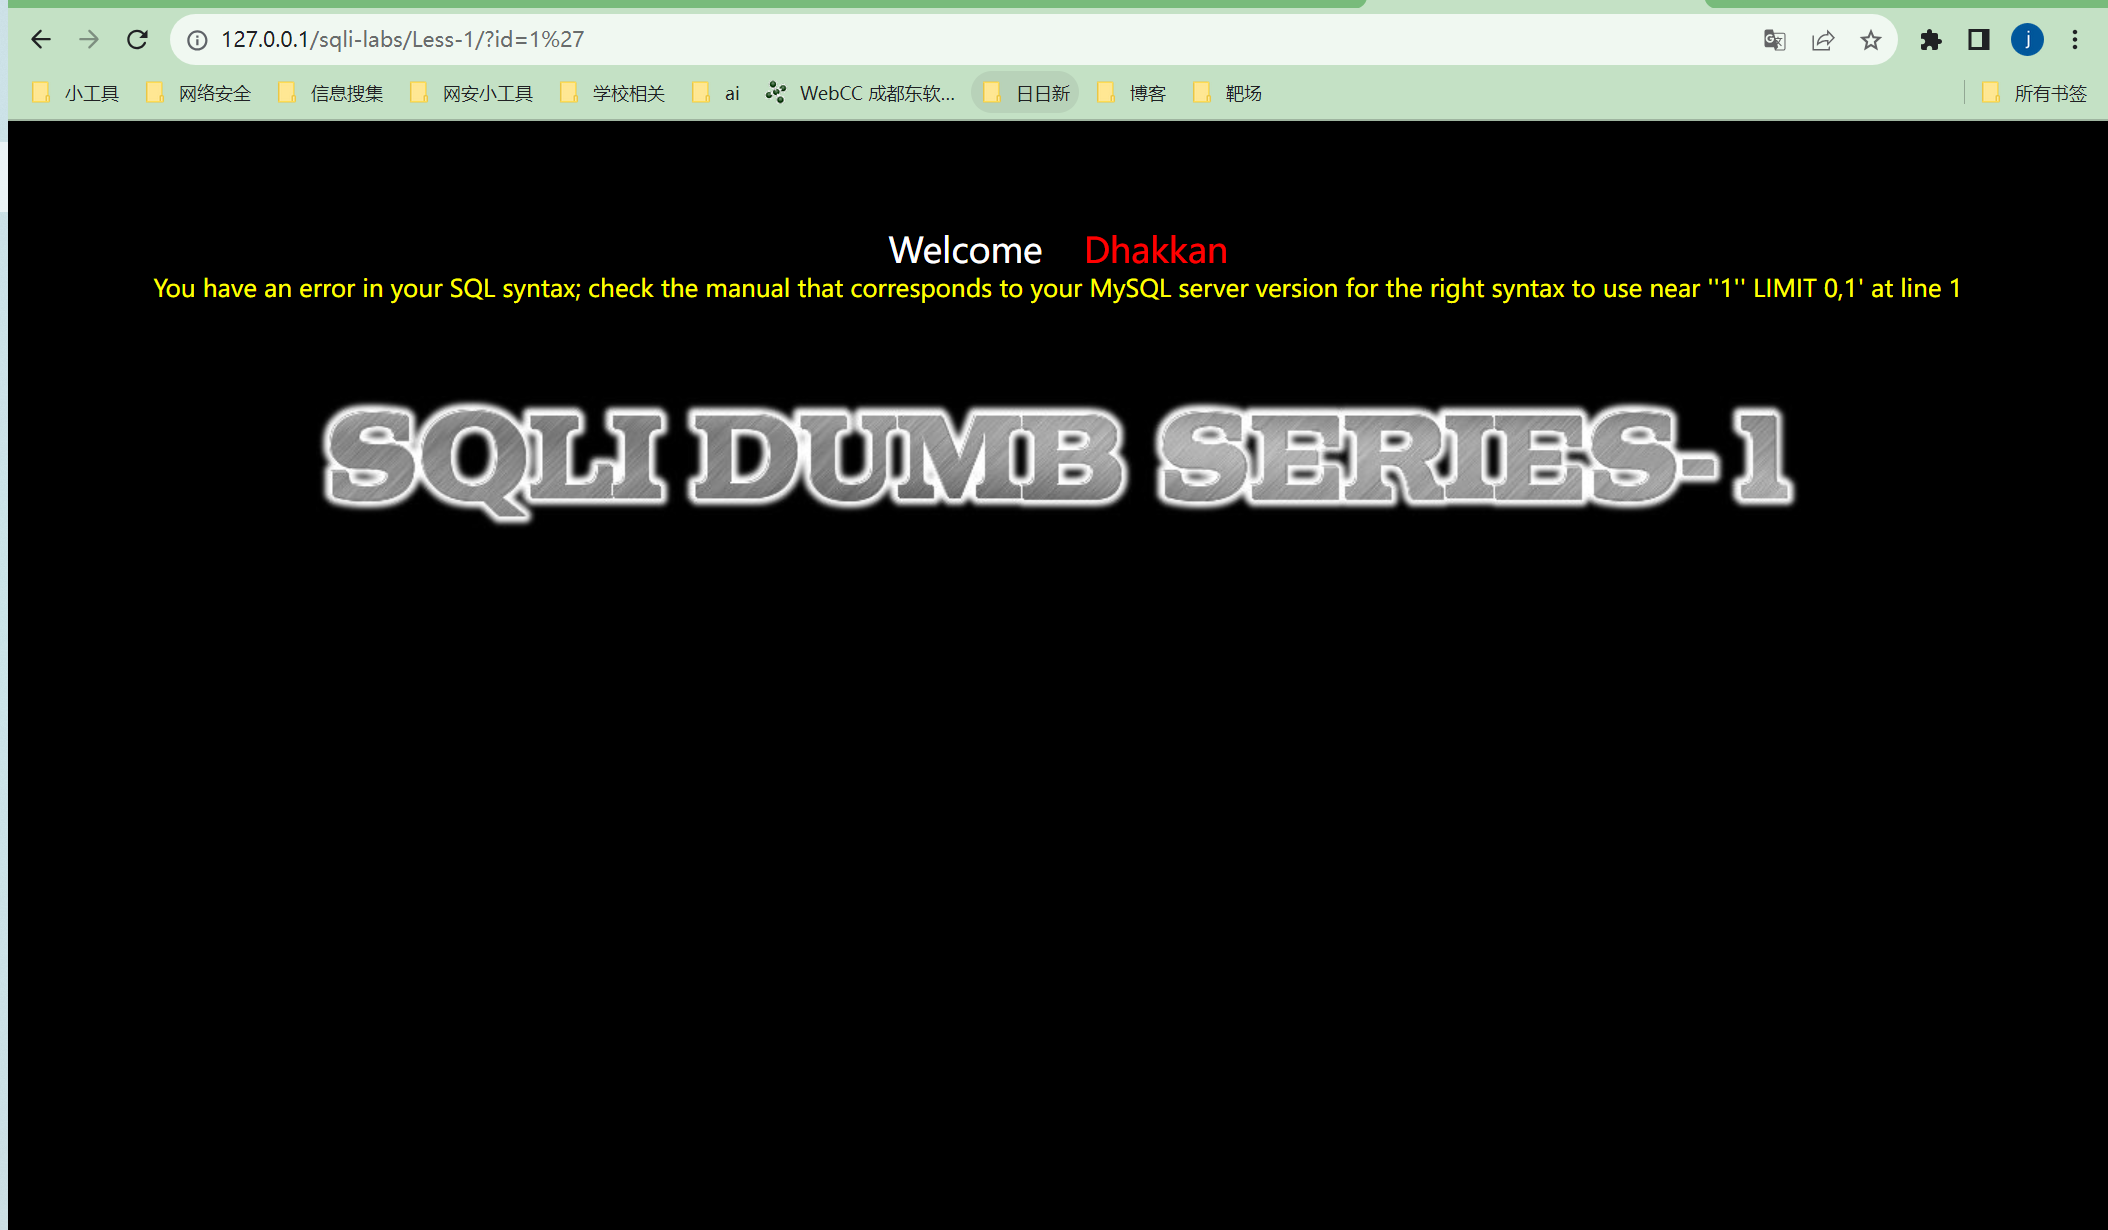 127.0.0.1/sqli-labs/Less-1/?id=1%27
j
小工具 网络安全 信息搜集 网安小工具 学校相关 ai WebCC 成都东软... 日日新 博客 靶场 所有书签
Welcome Dhakkan
You have an error in your SQL syntax; check the manual that corresponds to your MySQL server version for the right syntax to use near ''1'' LIMIT 0,1' at line 1
SQLI DUMB SERIES-1